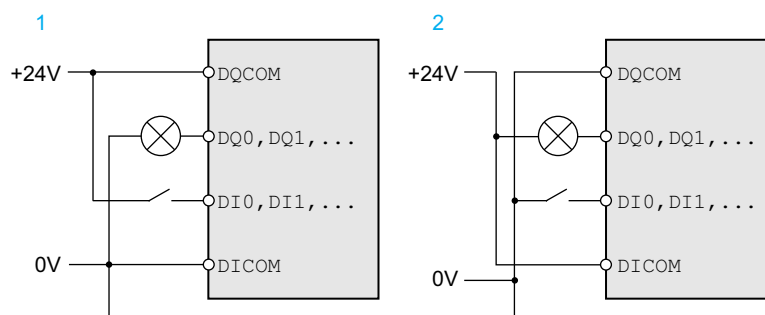 1
+24V
DQCOM
DQ0,DQ1,...
DI0,DI1,...
0V
DICOM
2
+24V
DQCOM
DQ0,DQ1,...
DI0,DI1,...
DICOM
0V